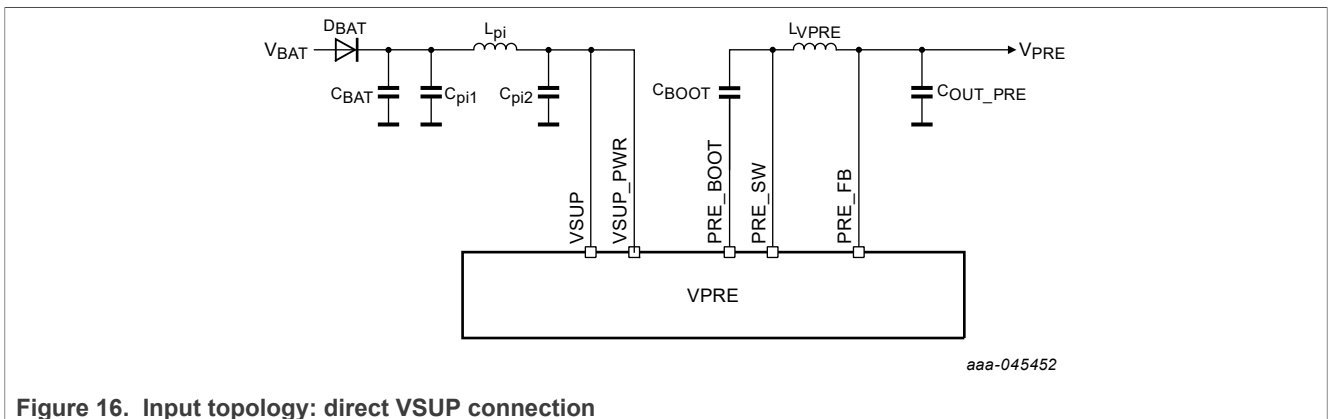 DBAT
VBAT
Lpi
CBAT
Cpi1
Cpi2
LVPRE
VPRE
CBOOT
COUT_PRE
VSUP
VSUP_PWR
PRE_BOOT
PRE_SW
PRE_FB
VPRE
aaa-045452
Figure 16. Input topology: direct VSUP connection